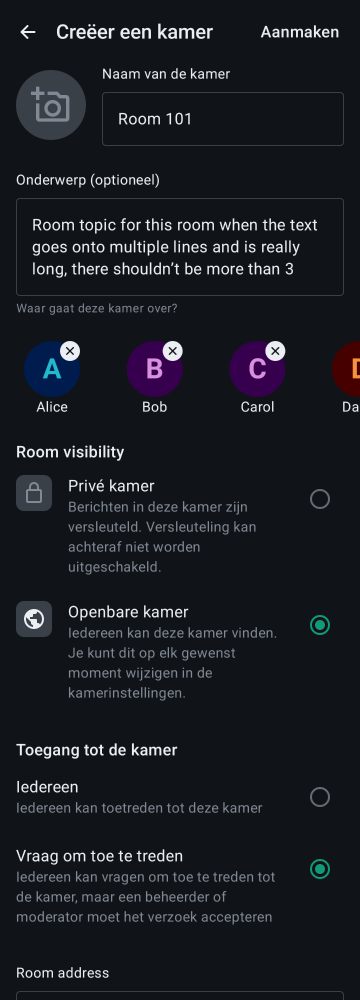 Creëer een kamer
Aanmaken
Naam van de kamer
Room 101
Onderwerp (optioneel)
Room topic for this room when the text
goes onto multiple lines and is really
long, there shouldn’t be more than 3
Waar gaat deze kamer over?
A
B
C
D
Alice
Bob
Carol
Da
Room visibility
Privé kamer
Berichten in deze kamer zijn
versleuteld. Versleuteling kan
achteraf niet worden
uitgeschakeld.
Openbare kamer
Iedereen kan deze kamer vinden.
Je kunt dit op elk gewenst
moment wijzigen in de
kamerinstellingen.
Toegang tot de kamer
Iedereen
Iedereen kan toetreden tot deze kamer
Vraag om toe te treden
Iedereen kan vragen om toe te treden tot
de kamer, maar een beheerder of
moderator moet het verzoek accepteren
Room address